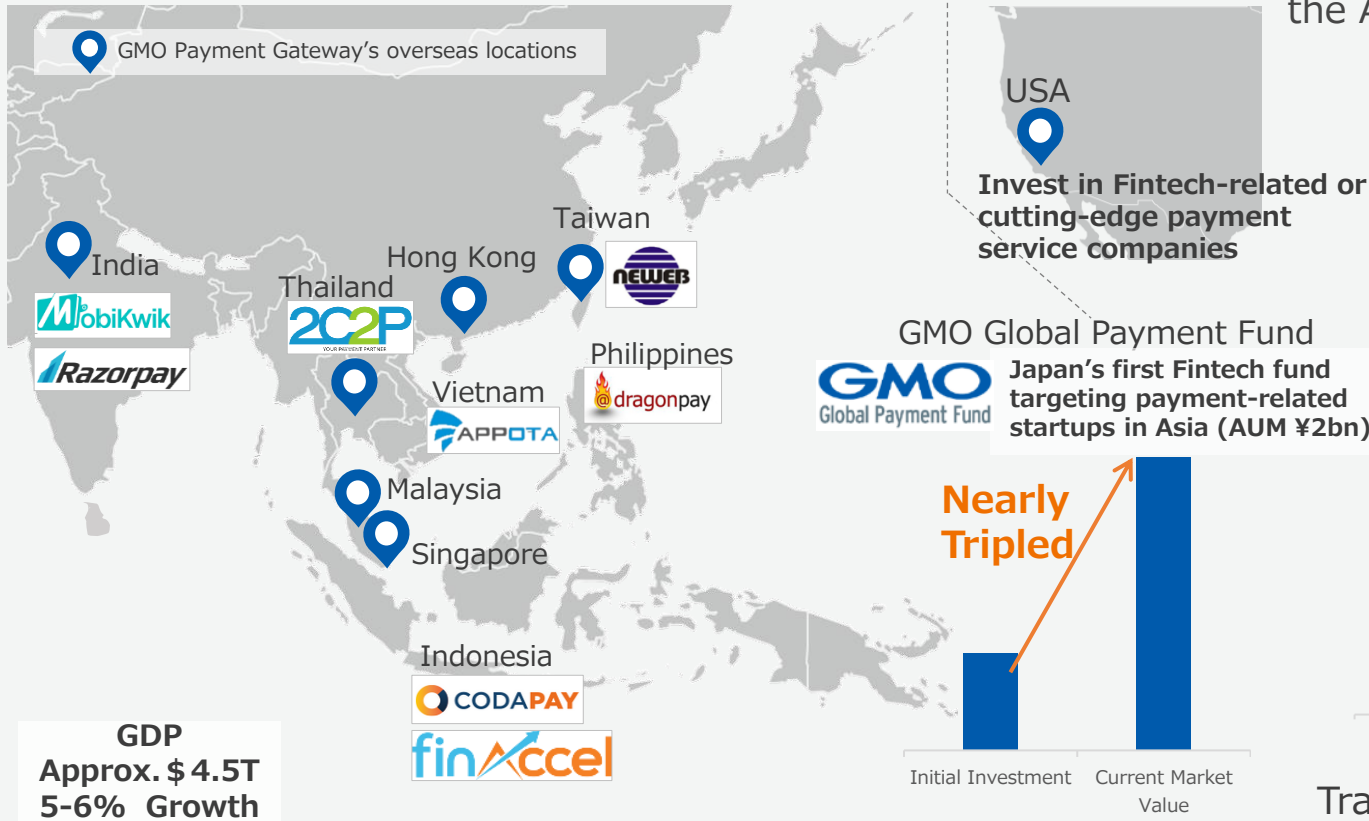 the A
GMO Payment Gateway's overseas locations
USA
Invest in Fintech-related or
cutting-edge payment
service companies
Taiwan
NEWEB
India
MobiKwik
Razorpay
Hong Kong
Thailand
2C2P
YOUR PAYMENT PARTNER
Philippines
dragonpay
Vietnam
APPOTA
Malaysia
Singapore
Indonesia
CODAPAY
finAccel
GMO Global Payment Fund
GMO
Global Payment Fund
Japan's first Fintech fund
targeting payment-related
startups in Asia (AUM ¥2bn)
Nearly
Tripled
Initial Investment
Current Market
Value
GDP
Approx. $ 4.5T
5-6% Growth
Tra